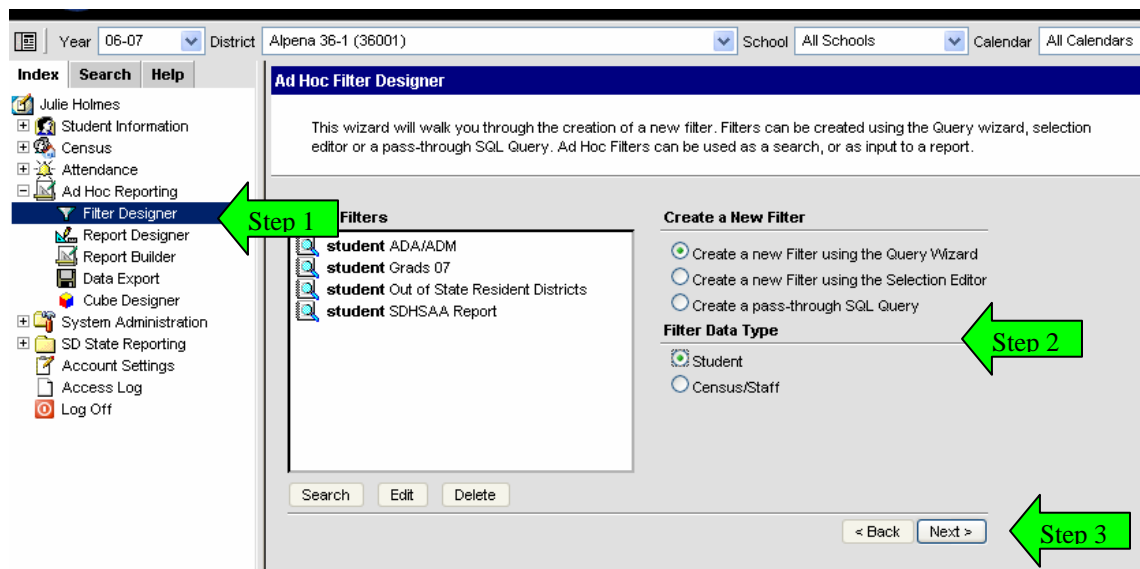 Year 06-07 District Alpena 36-1 (36001) School All Schools Calendar All Calendars
Index Search Help
Julie Holmes
Student Information
Census
Attendance
Ad Hoc Reporting
Filter Designer
Report Designer
Report Builder
Data Export
Cube Designer
System Administration
SD State Reporting
Account Settings
Access Log
Log Off
Step 1
Ad Hoc Filter Designer
This wizard will walk you through the creation of a new filter. Filters can be created using the Query wizard, selection
editor or a pass-through SQL Query. Ad Hoc Filters can be used as a search, or as input to a report.
Filters
student ADA/ADM
student Grads 07
student Out of State Resident Districts
student SDHSAA Report
Search Edit Delete
Create a New Filter
Create a new Filter using the Query Wizard
Create a new Filter using the Selection Editor
Create a pass-through SQL Query
Filter Data Type
Student
Census/Staff
Step 2
< Back Next >
Step 3